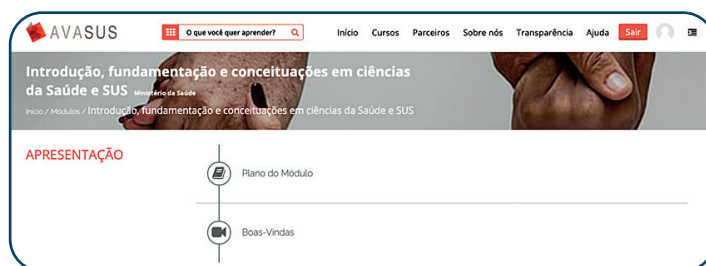 AVASUS
O que você quer aprender?
Início Cursos Parceiros Sobre nós Transparência Ajuda Sair
Introdução, fundamentação e conceituações em ciências
da Saúde e SUS Ministério da Saúde
Início / Módulos / Introdução, fundamentação e conceituações em ciências da Saúde e SUS
APRESENTAÇÃO
Plano do Módulo
Boas-Vindas